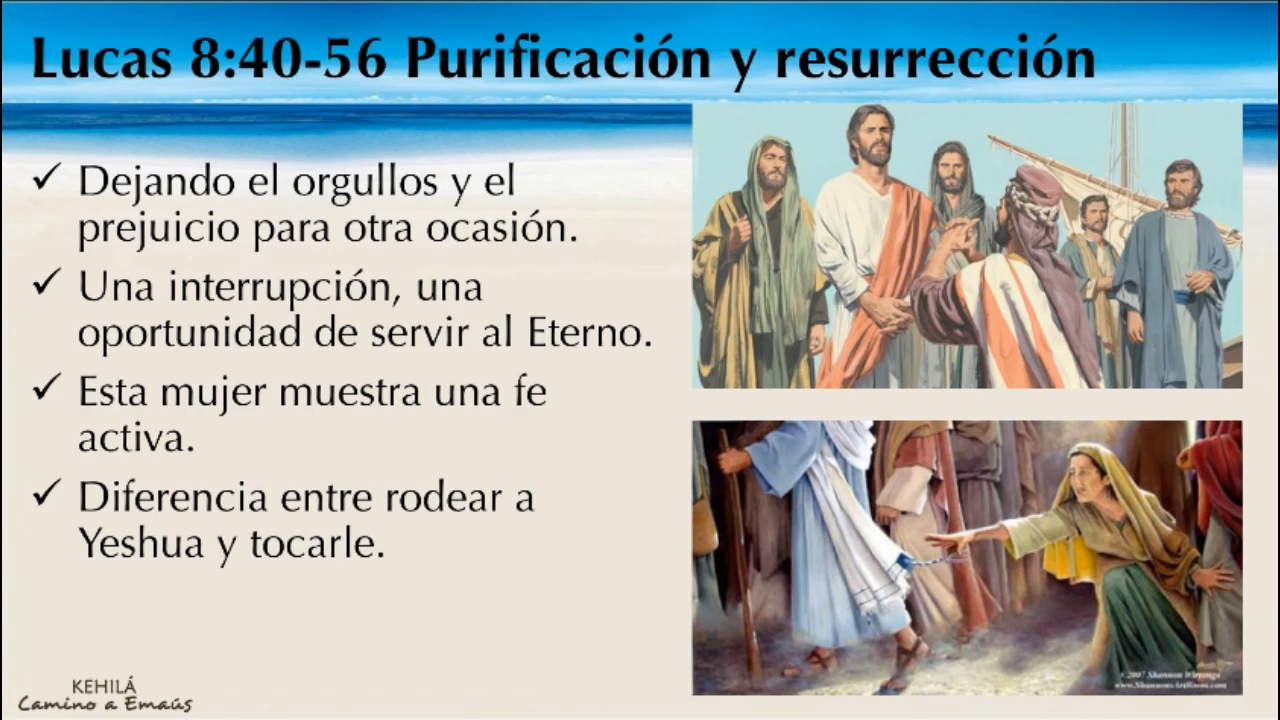 Lucas 8:40-56 Purificación y resurrección
✓ Dejando el orgullos y el
prejuicio para otra ocasión.
✓ Una interrupción, una
oportunidad de servir al Eterno.
✓ Esta mujer muestra una fe
activa.
✓ Diferencia entre rodear a
Yeshua y tocarle.
KEHILÁ
Camino a Emaús